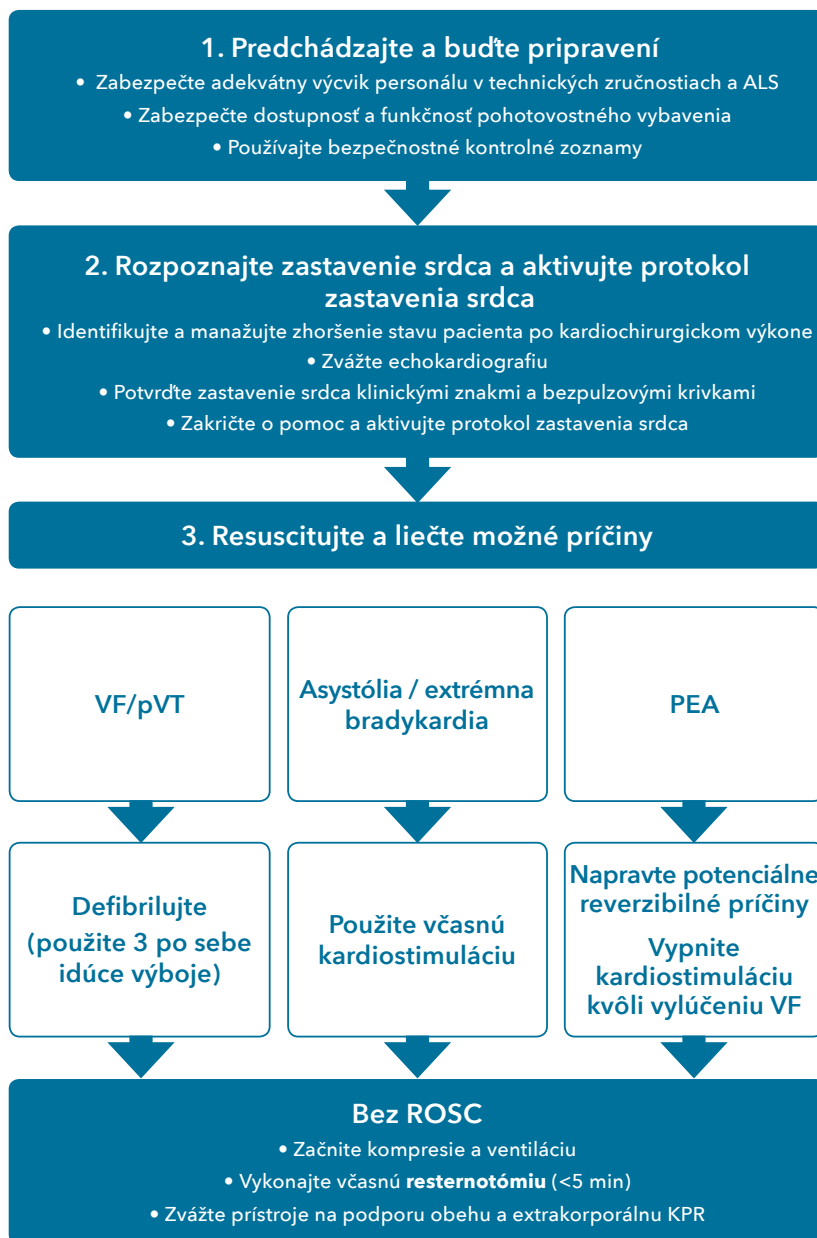 1. Predchádzajte a buďte pripravení
• Zabezpečte adekvátny výcvik personálu v technických zručnostiach a ALS
• Zabezpečte dostupnosť a funkčnosť pohotovostného vybavenia
• Používajte bezpečnostné kontrolné zoznamy
2. Rozpoznajte zastavenie srdca a aktivujte protokol
zastavenia srdca
• Identifikujte a manažujte zhoršenie stavu pacienta po kardiochirurgickom výkone
• Zvážte echokardiografiu
• Potvrďte zastavenie srdca klinickými znakmi a bezpulzovými krivkami
• Zakričte o pomoc a aktivujte protokol zastavenia srdca
3. Resuscitujte a liečte možné príčiny
VF/pVT
Asystólia / extrémna
bradykardia
PEA
Defibrilujte
(použite 3 po sebe
idúce výboje)
Použite včasnú
kardiostimuláciu
Napravte potenciálne
reverzibilné príčiny
Vypnite
kardiostimuláciu
kvôli vylúčeniu VF
Bez ROSC
• Začnite kompresie a ventiláciu
• Vykonajte včasnú resternotómiu (<5 min)
• Zvážte prístroje na podporu obehu a extrakorporálnu KPR